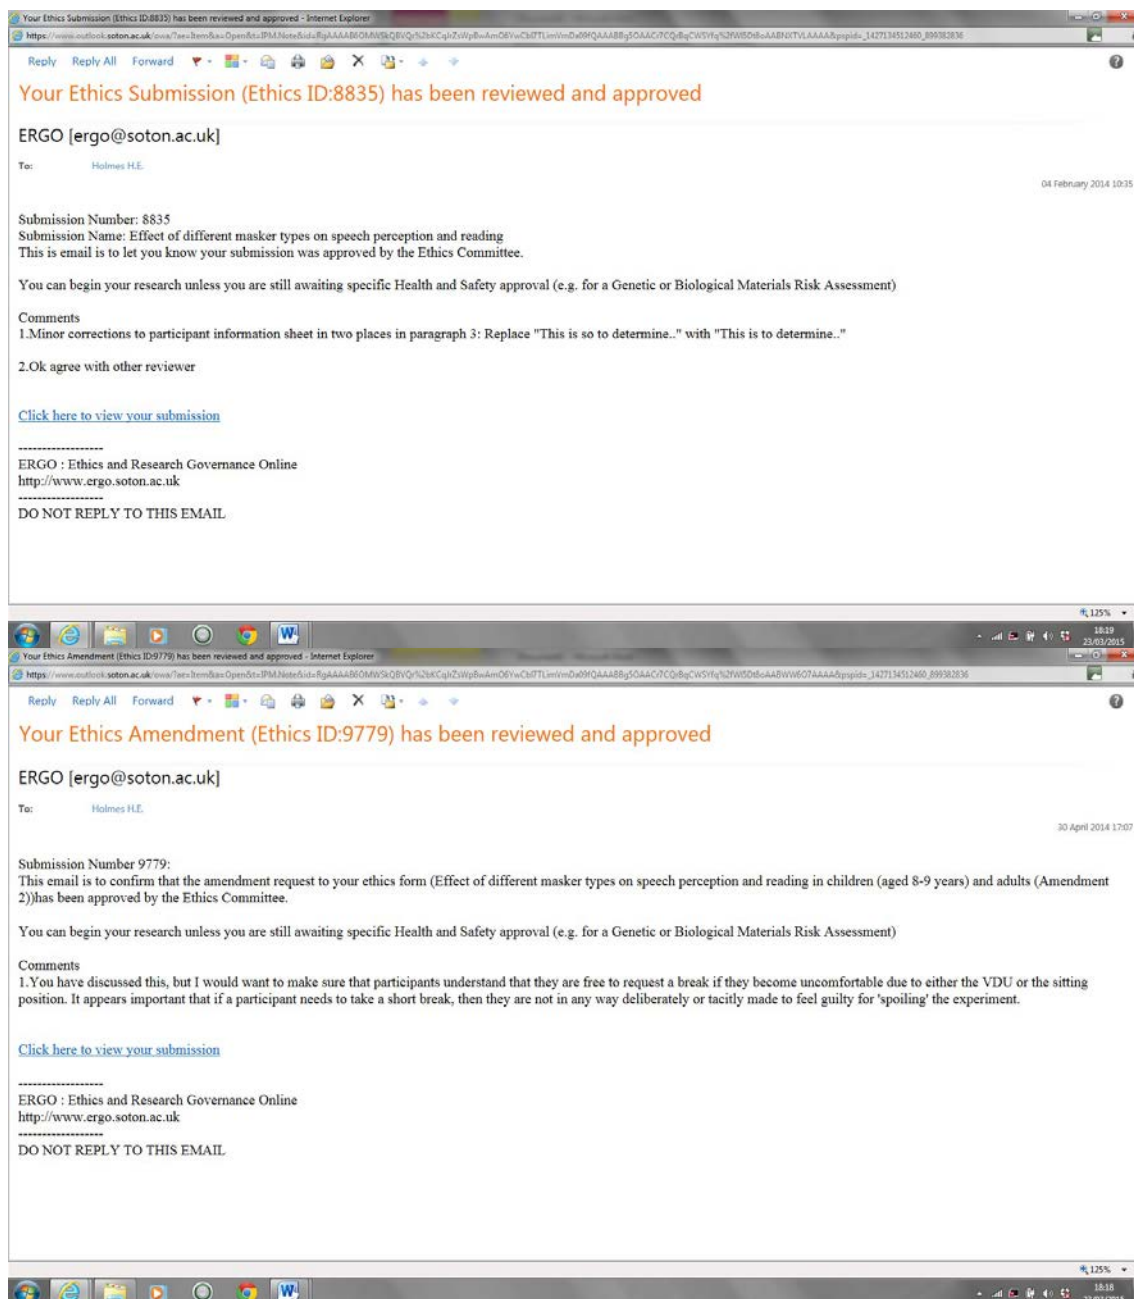 Your Ethics Submission (Ethics ID:8835) has been reviewed and approved - Internet Explorer
Reply Reply All Forward
Your Ethics Submission (Ethics ID:8835) has been reviewed and approved
ERGO [ergo@soton.ac.uk]
To: Holmes H.E.
04 February 2014 10:35
Submission Number: 8835
Submission Name: Effect of different masker types on speech perception and reading
This is email is to let you know your submission was approved by the Ethics Committee.
You can begin your research unless you are still awaiting specific Health and Safety approval (e.g. for a Genetic or Biological Materials Risk Assessment)
Comments
1.Minor corrections to participant information sheet in two places in paragraph 3: Replace "This is so to determine.." with "This is to determine.."
2.Ok agree with other reviewer
Click here to view your submission
------------------
ERGO : Ethics and Research Governance Online
http://www.ergo.soton.ac.uk
------------------
DO NOT REPLY TO THIS EMAIL
125%
18:19
23/03/2015
Your Ethics Amendment (Ethics ID:9779) has been reviewed and approved - Internet Explorer
Reply Reply All Forward
Your Ethics Amendment (Ethics ID:9779) has been reviewed and approved
ERGO [ergo@soton.ac.uk]
To: Holmes H.E.
30 April 2014 17:07
Submission Number 9779:
This email is to confirm that the amendment request to your ethics form (Effect of different masker types on speech perception and reading in children (aged 8-9 years) and adults (Amendment
2))has been approved by the Ethics Committee.
You can begin your research unless you are still awaiting specific Health and Safety approval (e.g. for a Genetic or Biological Materials Risk Assessment)
Comments
1.You have discussed this, but I would want to make sure that participants understand that they are free to request a break if they become uncomfortable due to either the VDU or the sitting
position. It appears important that if a participant needs to take a short break, then they are not in any way deliberately or tacitly made to feel guilty for 'spoiling' the experiment.
Click here to view your submission
------------------
ERGO : Ethics and Research Governance Online
http://www.ergo.soton.ac.uk
------------------
DO NOT REPLY TO THIS EMAIL
125%
18:18